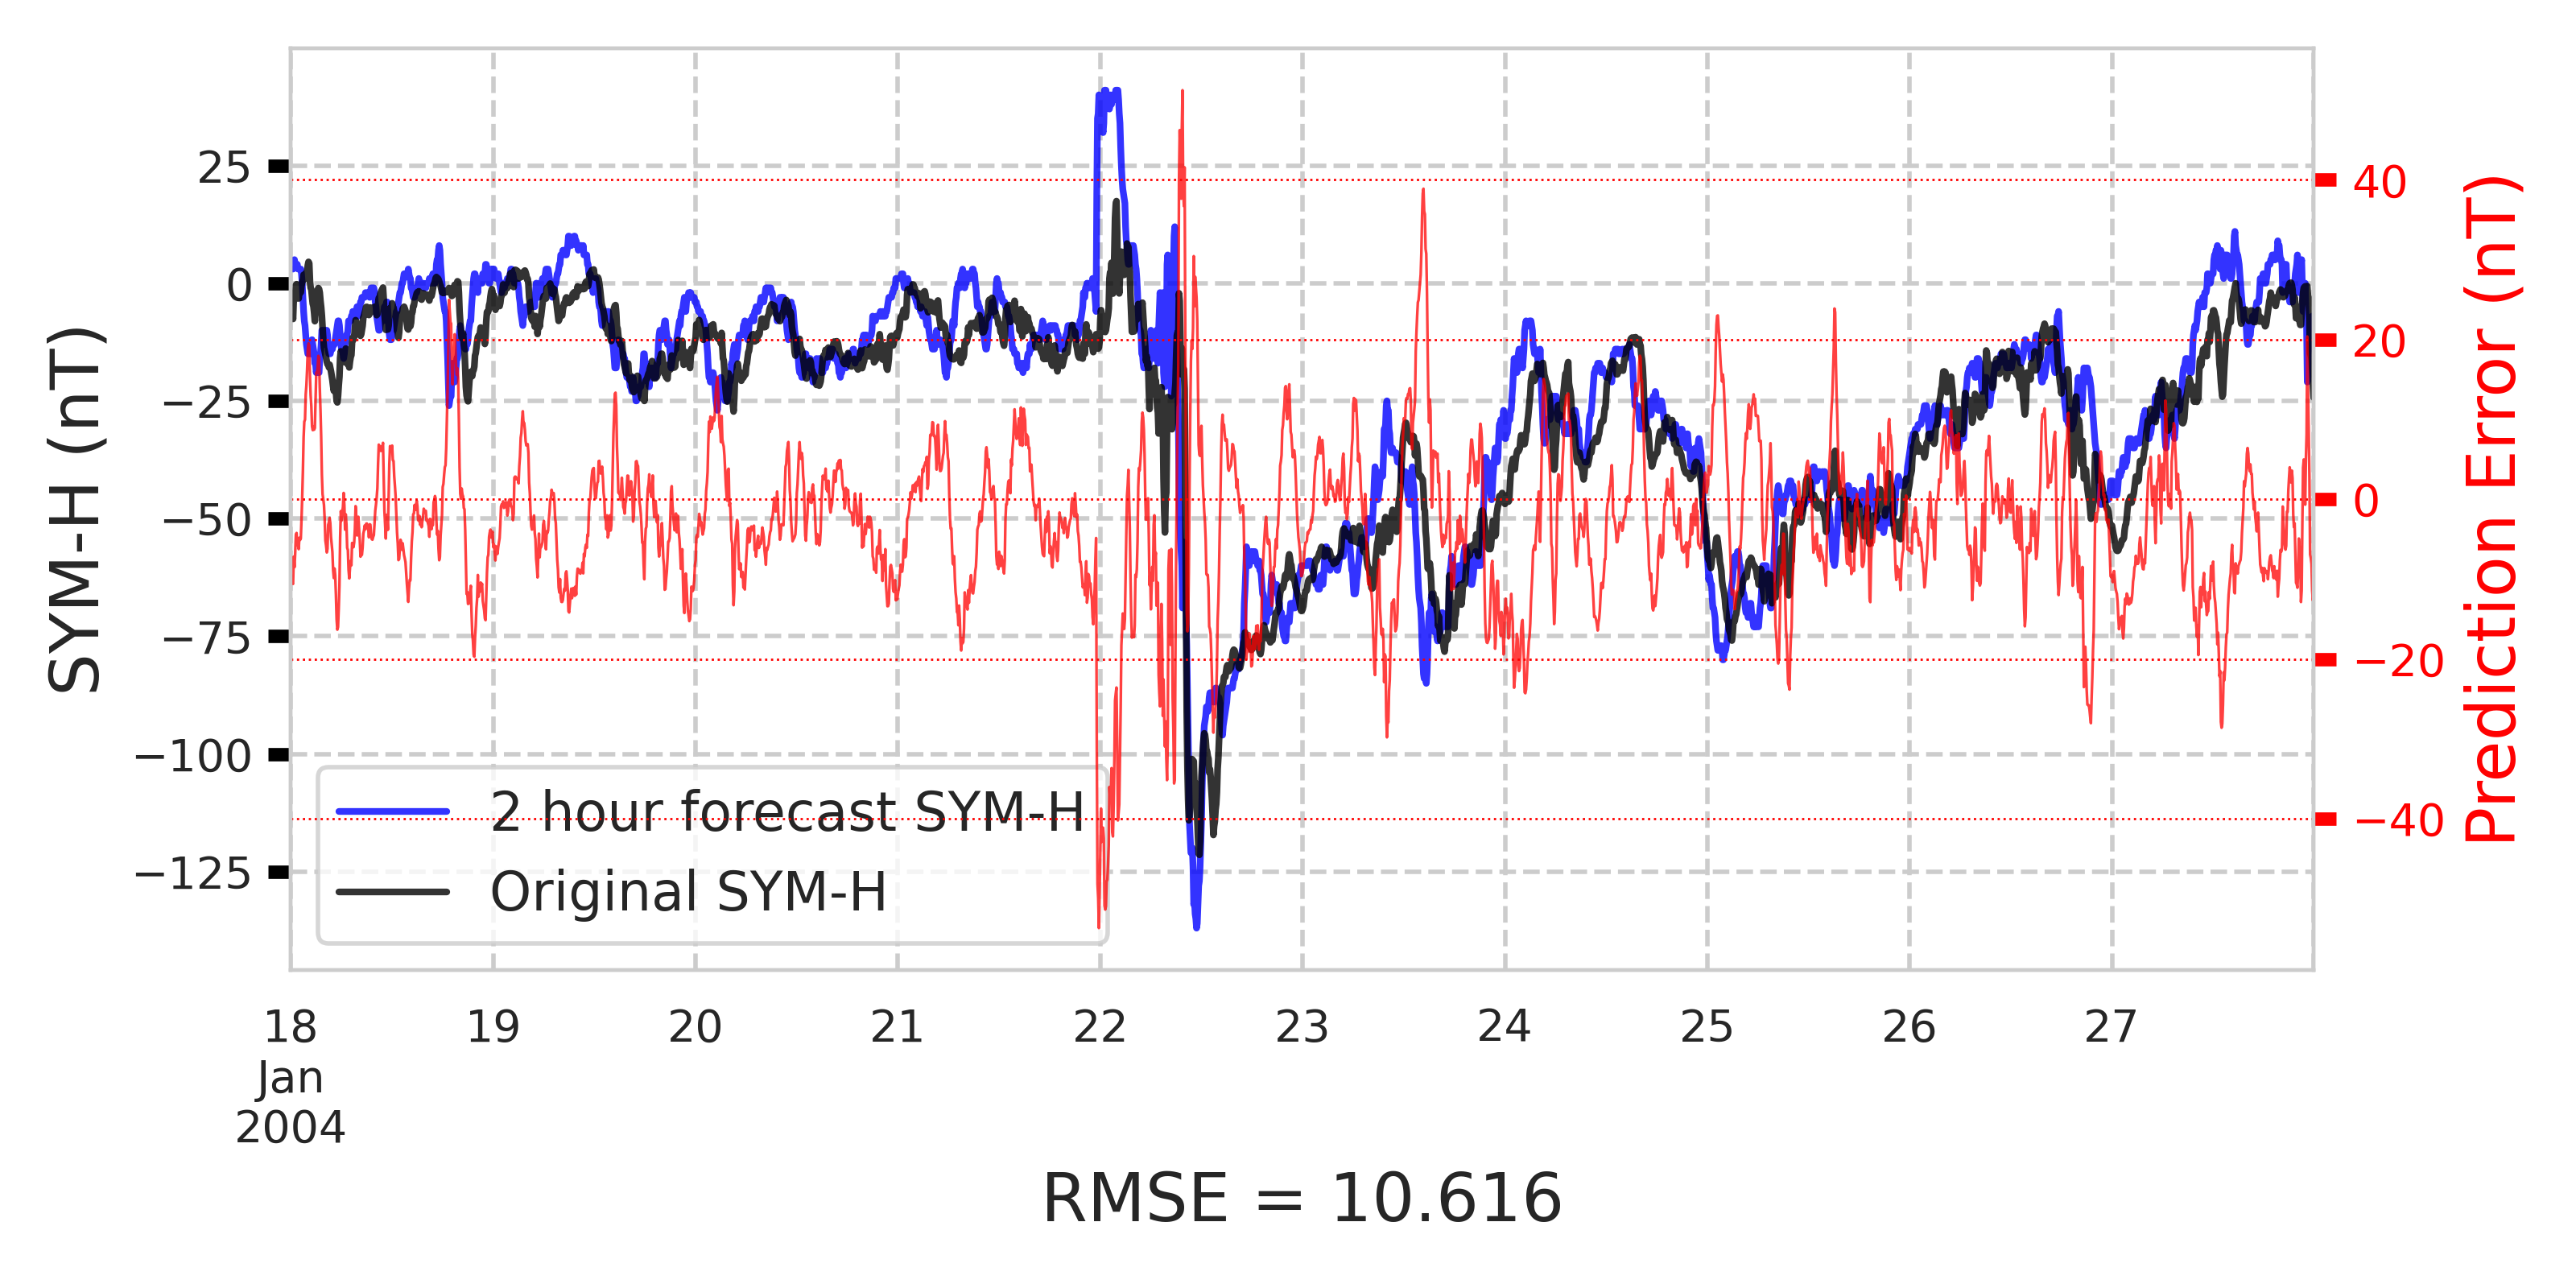 SYM-H (nT)
25
0
−25
−50
−75
−100
−125
2 hour forecast SYM-H
Original SYM-H
40
20
0
−20
−40
Prediction Error (nT)
18 19 20 21 22 23 24 25 26 27
Jan
2004
RMSE = 10.616